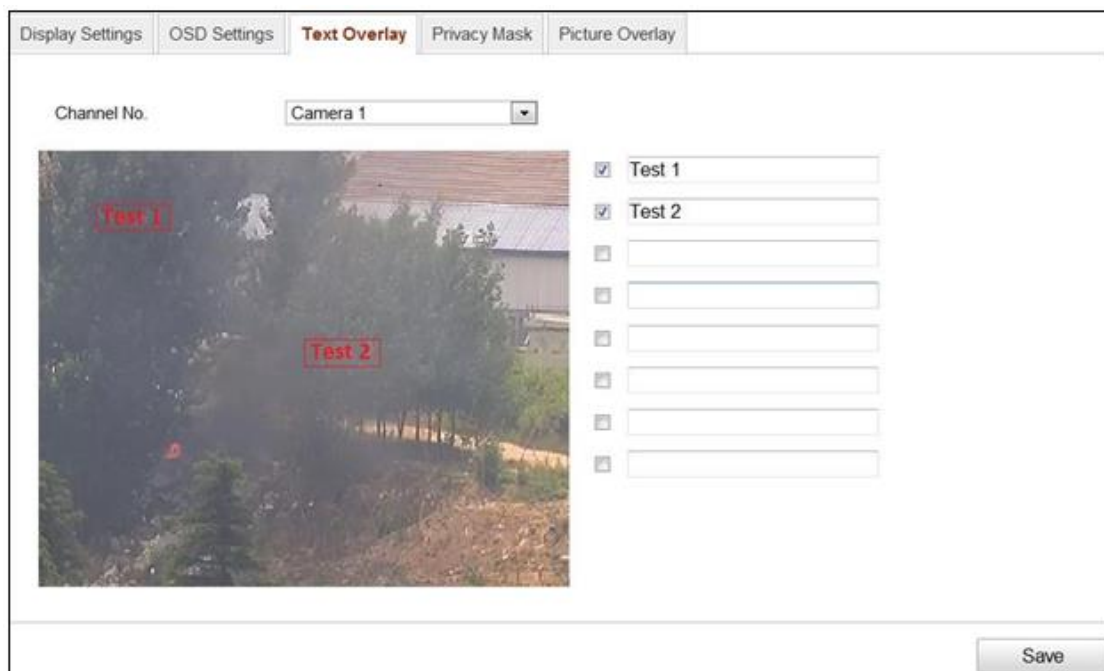 Display Settings OSD Settings Text Overlay Privacy Mask Picture Overlay
Channel No. Camera 1
Test 1
Test 2
Test 1
Test 2
Save